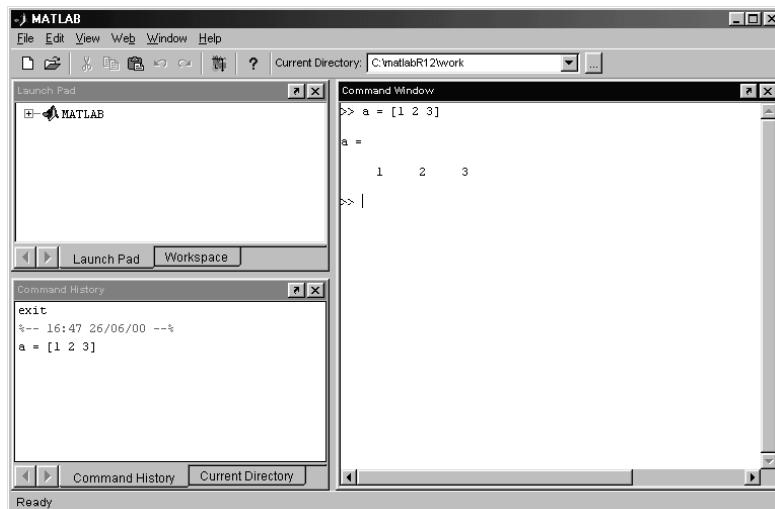 MATLAB
File Edit View Web Window Help
? Current Directory: C:\matlabR12\work ...
Launch Pad
MATLAB
Launch Pad Workspace
Command History
exit
%-- 16:47 26/06/00 --%
a = [1 2 3]
Command History Current Directory
Command Window
>> a = [1 2 3]
a =
1 2 3
>>
Ready